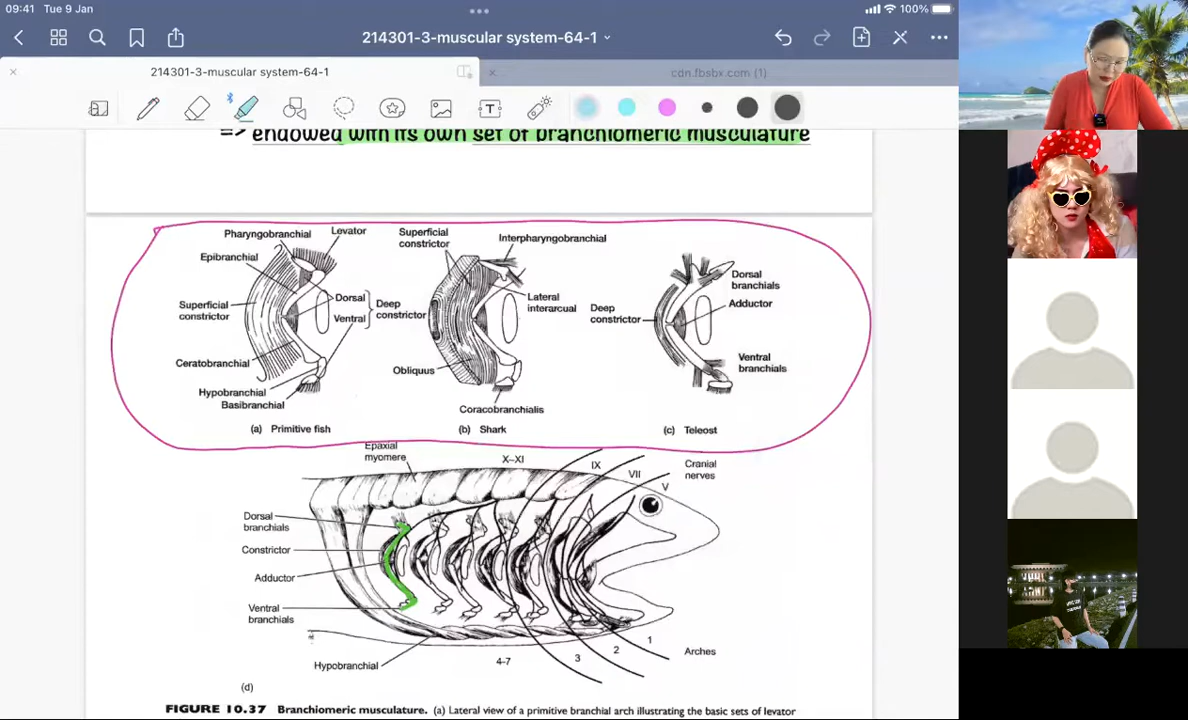 09:41 Tue 9 Jan
100%
214301-3-muscular system-64-1
214301-3-muscular system-64-1
cdn.fbsbx.com (1)
=> endowed with its own set of branchiomeric musculature
Pharyngobranchial
Levator
Epibranchial
Superficial
constrictor
Dorsal
Ventral
Deep
constrictor
Ceratobranchial
Hypobranchial
Basibranchial
(a) Primitive fish
Superficial
constrictor
Interpharyngobranchial
Lateral
interarcual
Obliquus
Coracobranchialis
(b) Shark
Deep
constrictor
Dorsal
branchials
Adductor
Ventral
branchials
(c) Teleost
Epaxial
myomere
X–XI
IX
VII
V
Cranial
nerves
Dorsal
branchials
Constrictor
Adductor
Ventral
branchials
Hypobranchial
4-7
3
2
1
Arches
(d)
FIGURE 10.37 Branchiomeric musculature. (a) Lateral view of a primitive branchial arch illustrating the basic sets of levator